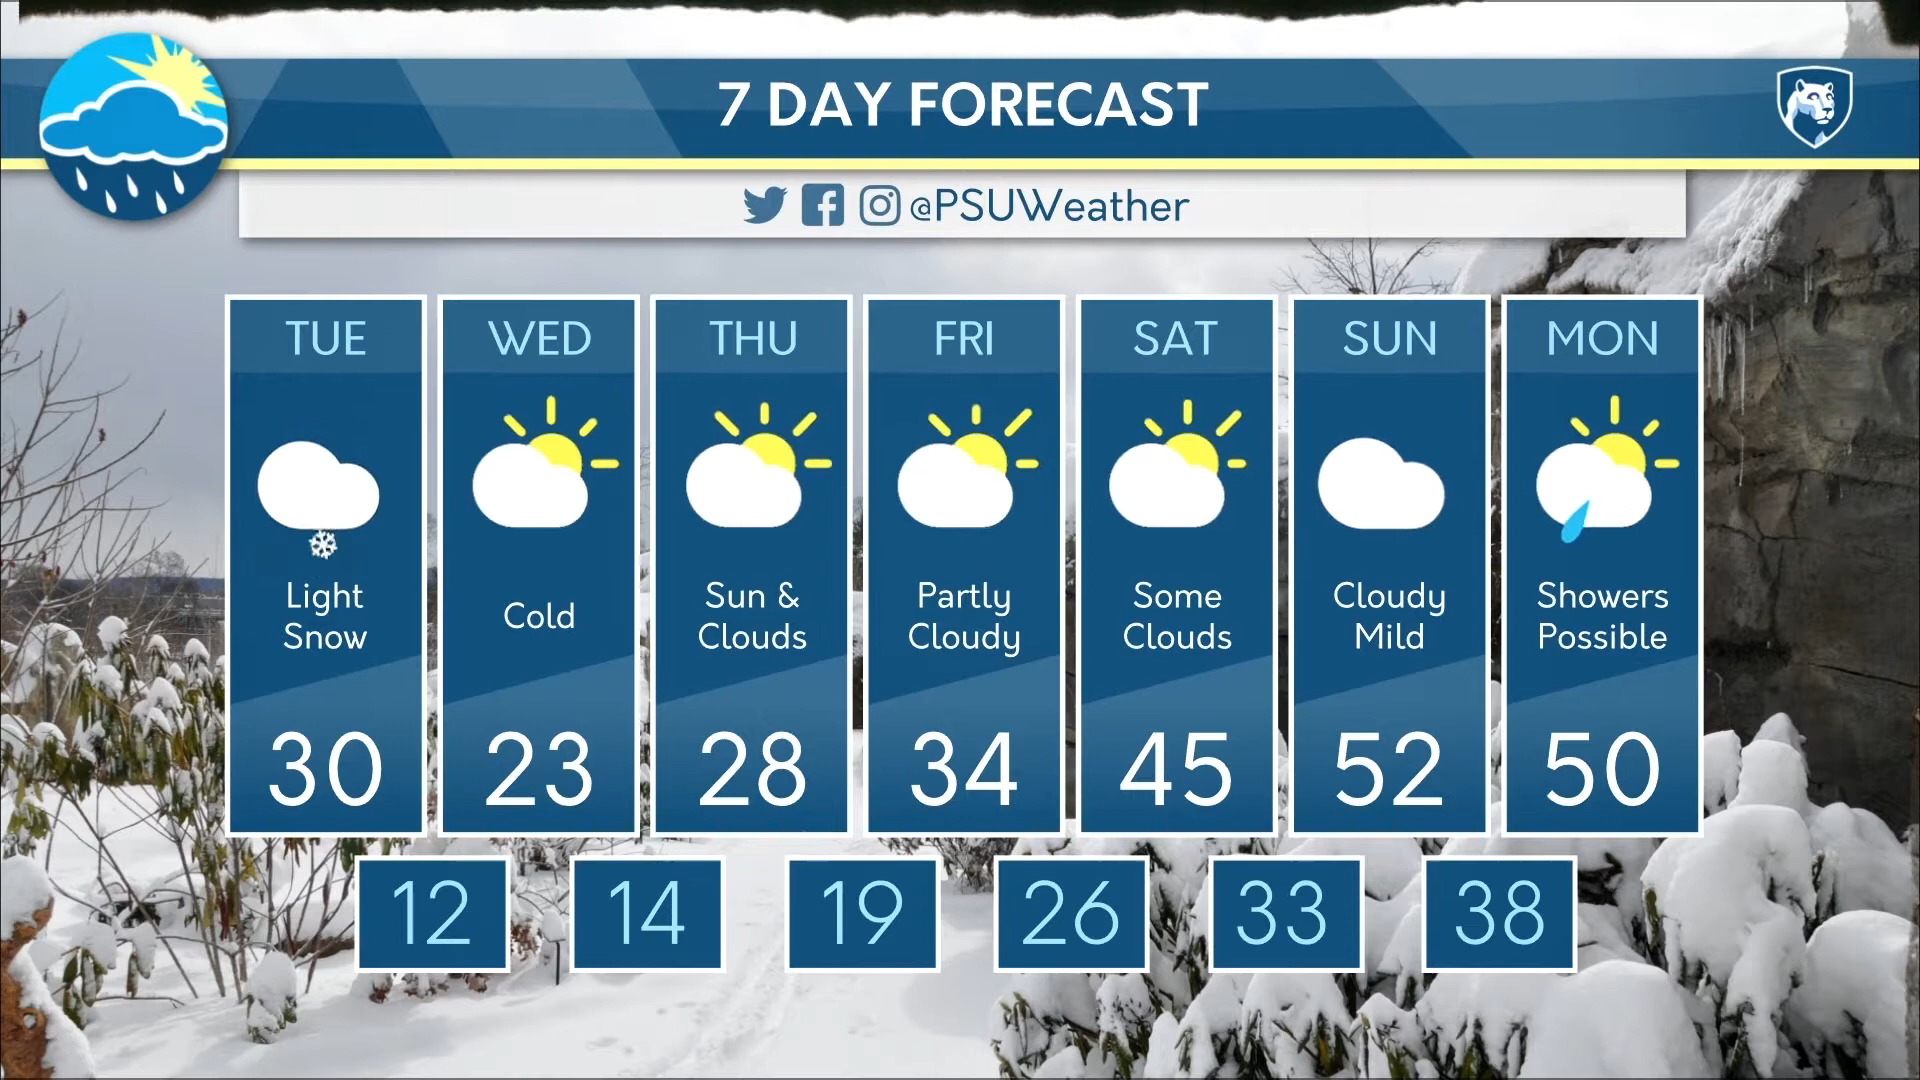 7 DAY FORECAST
@PSUWeather
TUE
Light
Snow
30
WED
Cold
23
THU
Sun &
Clouds
28
FRI
Partly
Cloudy
34
SAT
Some
Clouds
45
SUN
Cloudy
Mild
52
MON
Showers
Possible
50
12
14
19
26
33
38